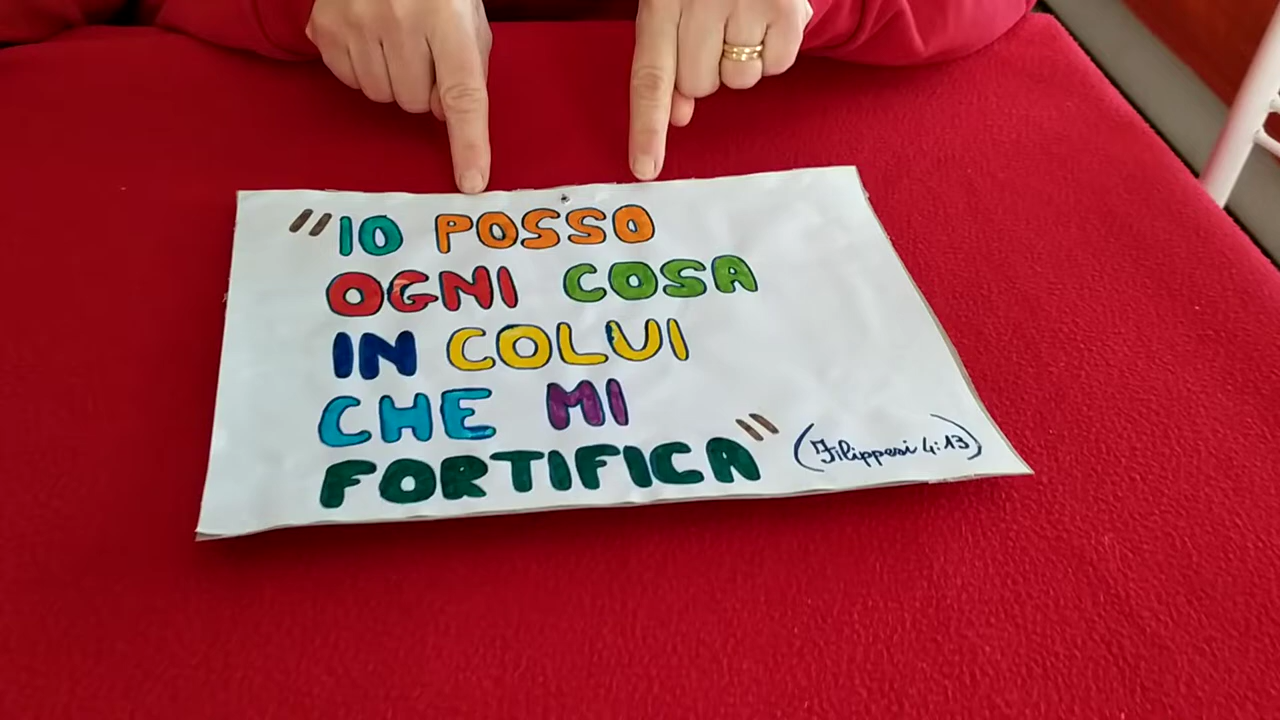 "IO POSSO
OGNI COSA
IN COLUI
CHE MI
FORTIFICA" (Filippesi 4:13)